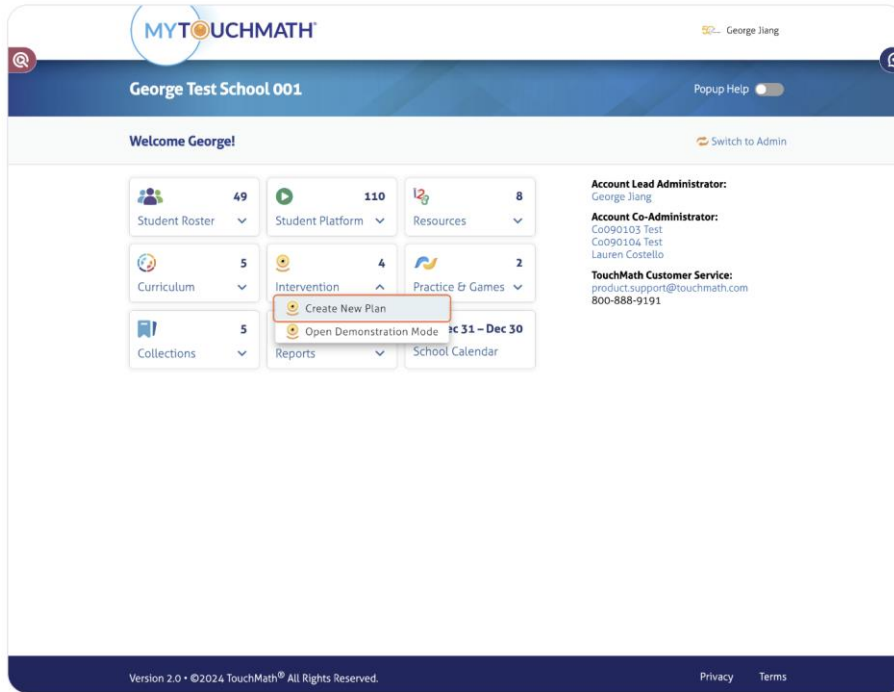 MYTOUCHMATH®
George Jiang
George Test School 001
Popup Help
Welcome George!
Switch to Admin
49
Student Roster
110
Student Platform
8
Resources
5
Curriculum
4
Intervention
2
Practice & Games
Create New Plan
Open Demonstration Mode
5
Collections
Reports
ec 31 – Dec 30
School Calendar
Account Lead Administrator:
George Jiang
Account Co-Administrator:
Co090103 Test
Co090104 Test
Lauren Costello
TouchMath Customer Service:
product.support@touchmath.com
800-888-9191
Version 2.0 • ©2024 TouchMath® All Rights Reserved.
Privacy Terms